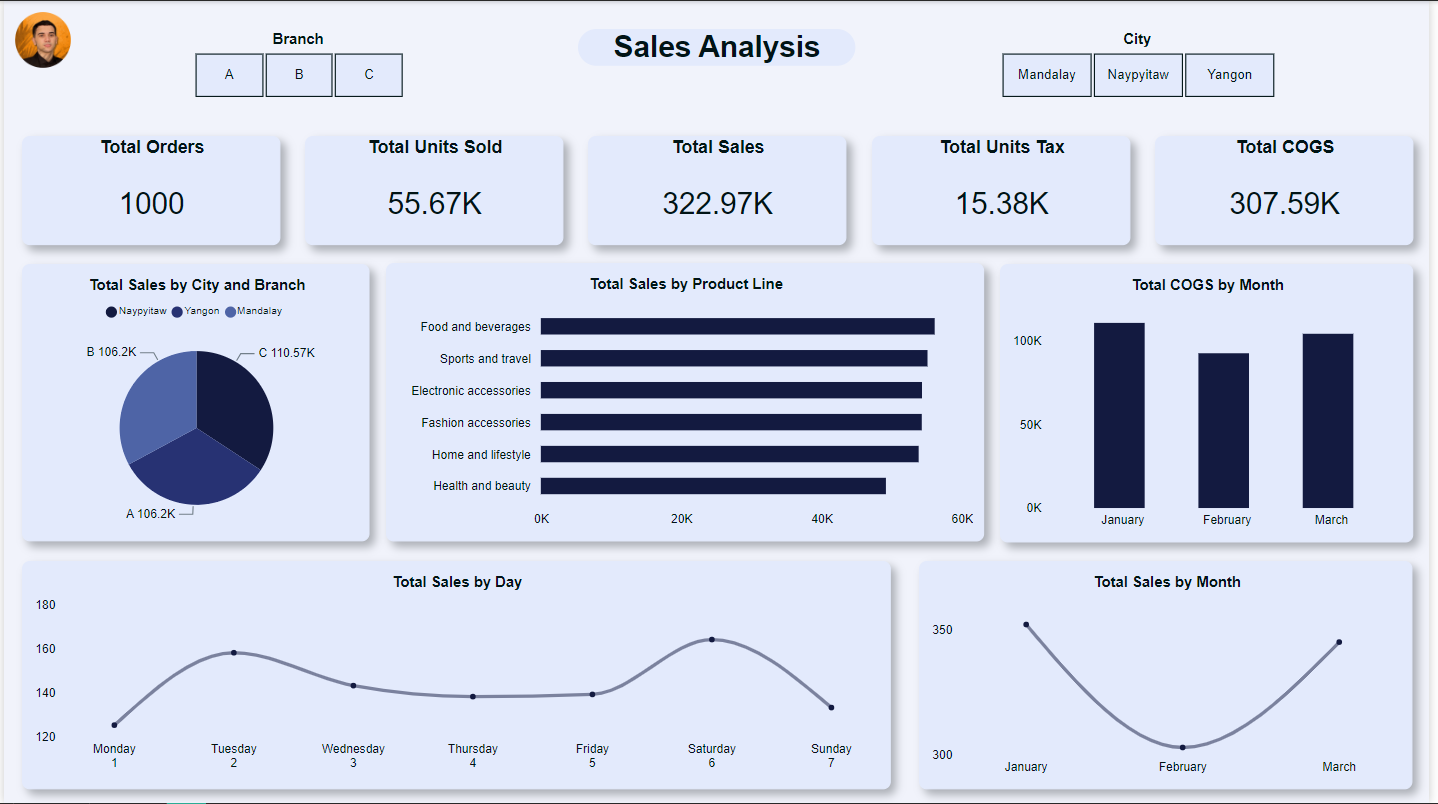 Sales Analysis
Branch
A B C
City
Mandalay Naypyitaw Yangon
Total Orders
1000
Total Units Sold
55.67K
Total Sales
322.97K
Total Units Tax
15.38K
Total COGS
307.59K
Total Sales by City and Branch
Naypyitaw Yangon Mandalay
B 106.2K
C 110.57K
A 106.2K
Total Sales by Product Line
Food and beverages
Sports and travel
Electronic accessories
Fashion accessories
Home and lifestyle
Health and beauty
0K 20K 40K 60K
Total COGS by Month
100K
50K
0K
January February March
Total Sales by Day
180
160
140
120
Monday Tuesday Wednesday Thursday Friday Saturday Sunday
1 2 3 4 5 6 7
Total Sales by Month
350
300
January February March